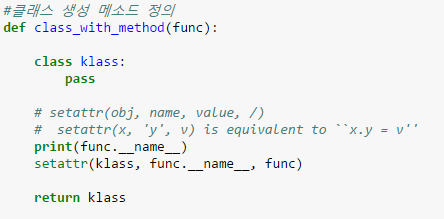 #클래스 생성 메소드 정의
def class_with_method(func):
    class klass:
        pass
    # setattr(obj, name, value, /)
    #  setattr(x, 'y', v) is equivalent to ``x.y = v''
    print(func.__name__)
    setattr(klass, func.__name__, func)
    return klass